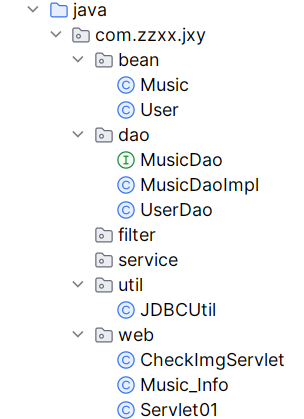 java
com.zzxx.jxy
bean
Music
User
dao
MusicDao
MusicDaoImpl
UserDao
filter
service
util
JDBCUtil
web
CheckImgServlet
Music_Info
Servlet01